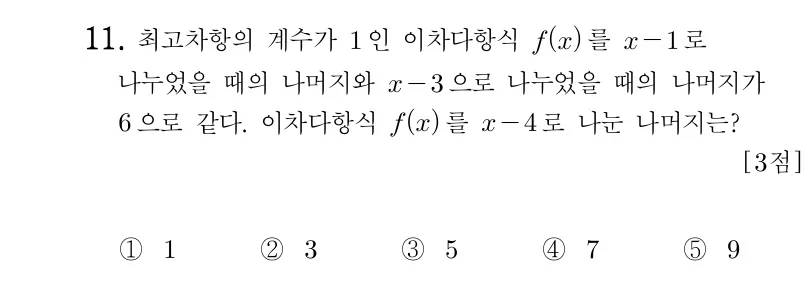 11. 최고차항의 계수가 1인 이차다항식 f(x)를 x-1로
나누었을 때의 나머지와 x-3으로 나누었을 때의 나머지가
6으로 같다. 이차다항식 f(x)를 x-4로 나눈 나머지는?
[3점]
① 1 ② 3 ③ 5 ④ 7 ⑤ 9